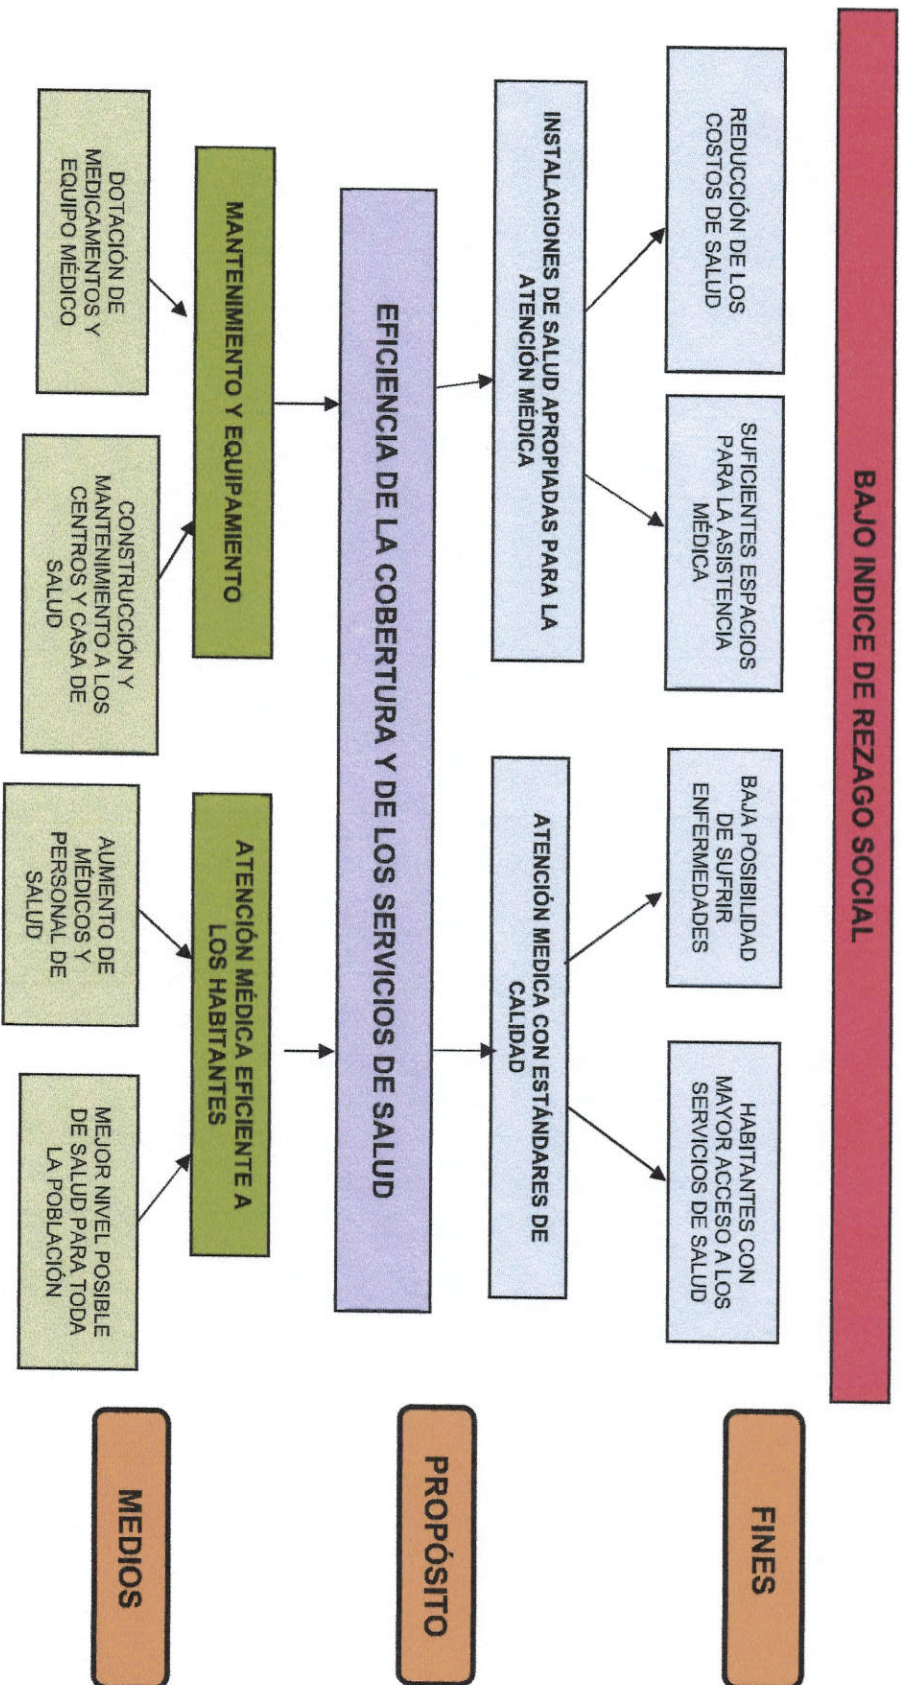 BAJO INDICE DE REZAGO SOCIAL
REDUCCIÓN DE LOS
COSTOS DE SALUD
SUFICIENTES ESPACIOS
PARA LA ASISTENCIA
MÉDICA
BAJA POSIBILIDAD
DE SUFRIR
ENFERMEDADES
HABITANTES CON
MAYOR ACCESO A LOS
SERVICIOS DE SALUD
FINES
INSTALACIONES DE SALUD APROPIADAS PARA LA
ATENCIÓN MÉDICA
ATENCIÓN MEDICA CON ESTÁNDARES DE
CALIDAD
EFICIENCIA DE LA COBERTURA Y DE LOS SERVICIOS DE SALUD
PROPÓSITO
MANTENIMIENTO Y EQUIPAMIENTO
ATENCIÓN MÉDICA EFICIENTE A
LOS HABITANTES
DOTACIÓN DE
MEDICAMENTOS Y
EQUIPO MÉDICO
CONSTRUCCIÓN Y
MANTENIMIENTO A LOS
CENTROS Y CASA DE
SALUD
AUMENTO DE
MÉDICOS Y
PERSONAL DE
SALUD
MEJOR NIVEL POSIBLE
DE SALUD PARA TODA
LA POBLACIÓN
MEDIOS